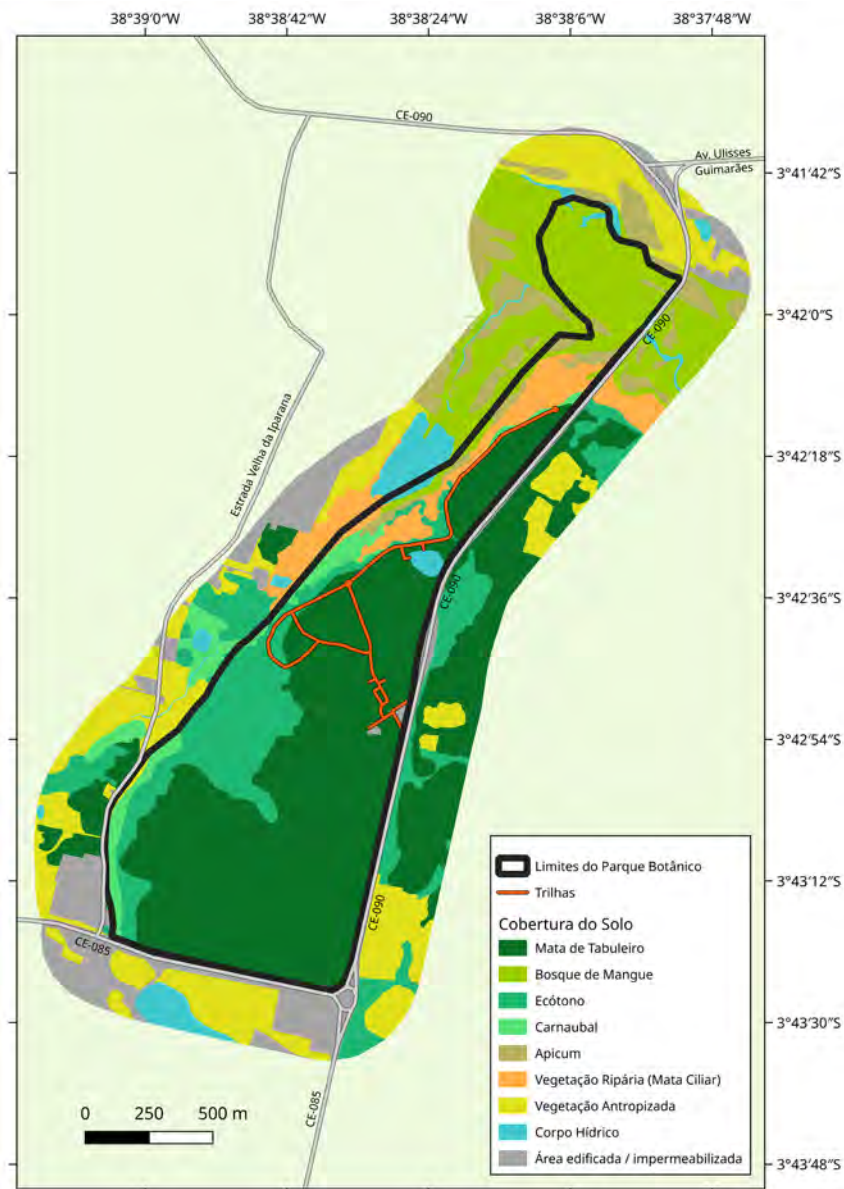 38°39'0"W 38°38'42"W 38°38'24"W 38°38'6"W 37°37'48"W
CE-090
Av. Ulisses
Guimarães
3°41'42"S
3°42'0"S
CE-090
Estrada Velha da Iparana
3°42'18"S
3°42'36"S
CE-090
3°42'54"S
3°43'12"S
CE-090
CE-085
3°43'30"S
CE-085
3°43'48"S
0 250 500 m
Limites do Parque Botânico
Trilhas
Cobertura do Solo
Mata de Tabuleiro
Bosque de Mangue
Ecótono
Carnaubal
Apicum
Vegetação Ripária (Mata Ciliar)
Vegetação Antropizada
Corpo Hídrico
Área edificada / impermeabilizada